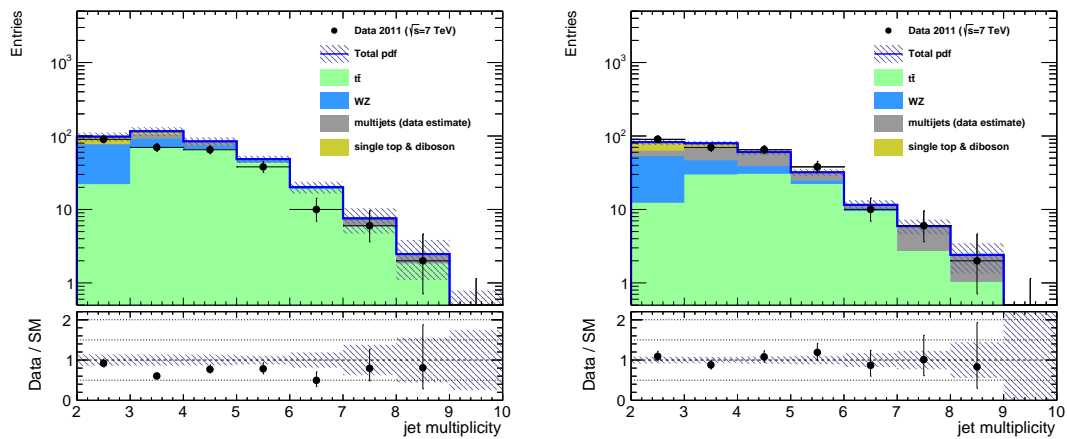 Entries
10³
10²
10
1
Data 2011 (√s=7 TeV)
Total pdf
tt̄
WZ
multijets (data estimate)
single top & diboson
Data / SM
2
1
0
2 3 4 5 6 7 8 9 10
jet multiplicity
Entries
10³
10²
10
1
Data 2011 (√s=7 TeV)
Total pdf
tt̄
WZ
multijets (data estimate)
single top & diboson
Data / SM
2
1
0
2 3 4 5 6 7 8 9 10
jet multiplicity